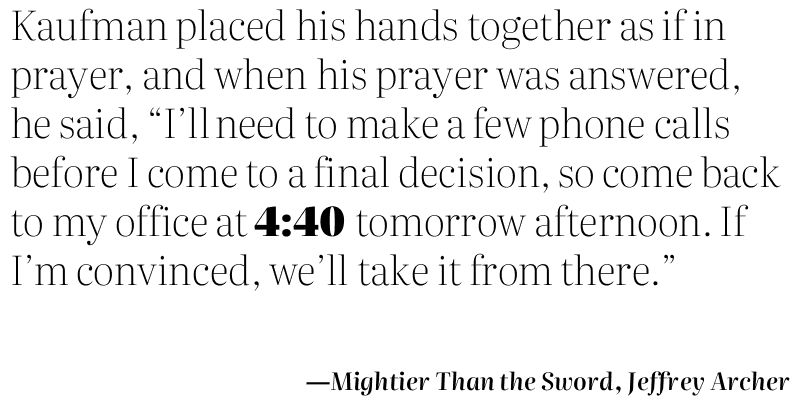 Kaufman placed his hands together as if in
prayer, and when his prayer was answered,
he said, “I’ll need to make a few phone calls
before I come to a final decision, so come back
to my office at 4:40 tomorrow afternoon. If
I’m convinced, we’ll take it from there.”
—Mightier Than the Sword, Jeffrey Archer